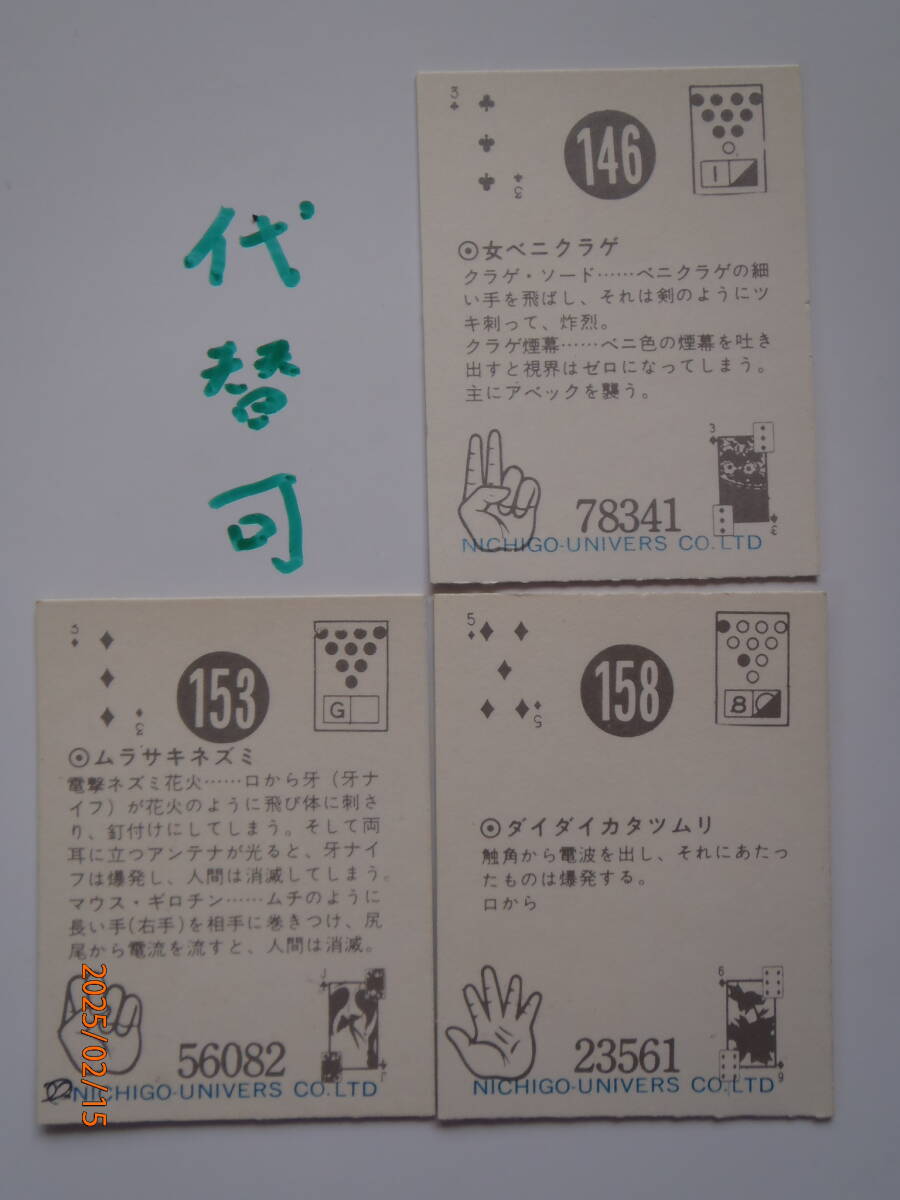 代替可
3
146
1
3
◉女ベニクラゲ
クラゲ・ソード……ベニクラゲの細
い手を飛ばし、それは剣のようにツ
キ刺って、炸烈。
クラゲ煙幕……ベニ色の煙幕を吐き
出すと視界はゼロになってしまう。
主にアベックを襲う。
3
3
78341
NICHIGO-UNIVERS CO.LTD
3
153
G
3
◉ムラサキネズミ
電撃ネズミ花火……口から牙（牙ナ
イフ）が花火のように飛び体に刺さ
り、釘付けにしてしまう。そして両
耳に立つアンテナが光ると、牙ナイ
フは爆発し、人間は消滅してしまう。
マウス・ギロチン……ムチのように
長い手(右手)を相手に巻きつけ、尻
尾から電流を流すと、人間は消滅。
J
J
56082
NICHIGO-UNIVERS CO.LTD
5
158
8
5
◉ダイダイカタツムリ
触角から電波を出し、それにあたっ
たものは爆発する。
口から
6
6
23561
NICHIGO-UNIVERS CO.LTD
2025/02/15